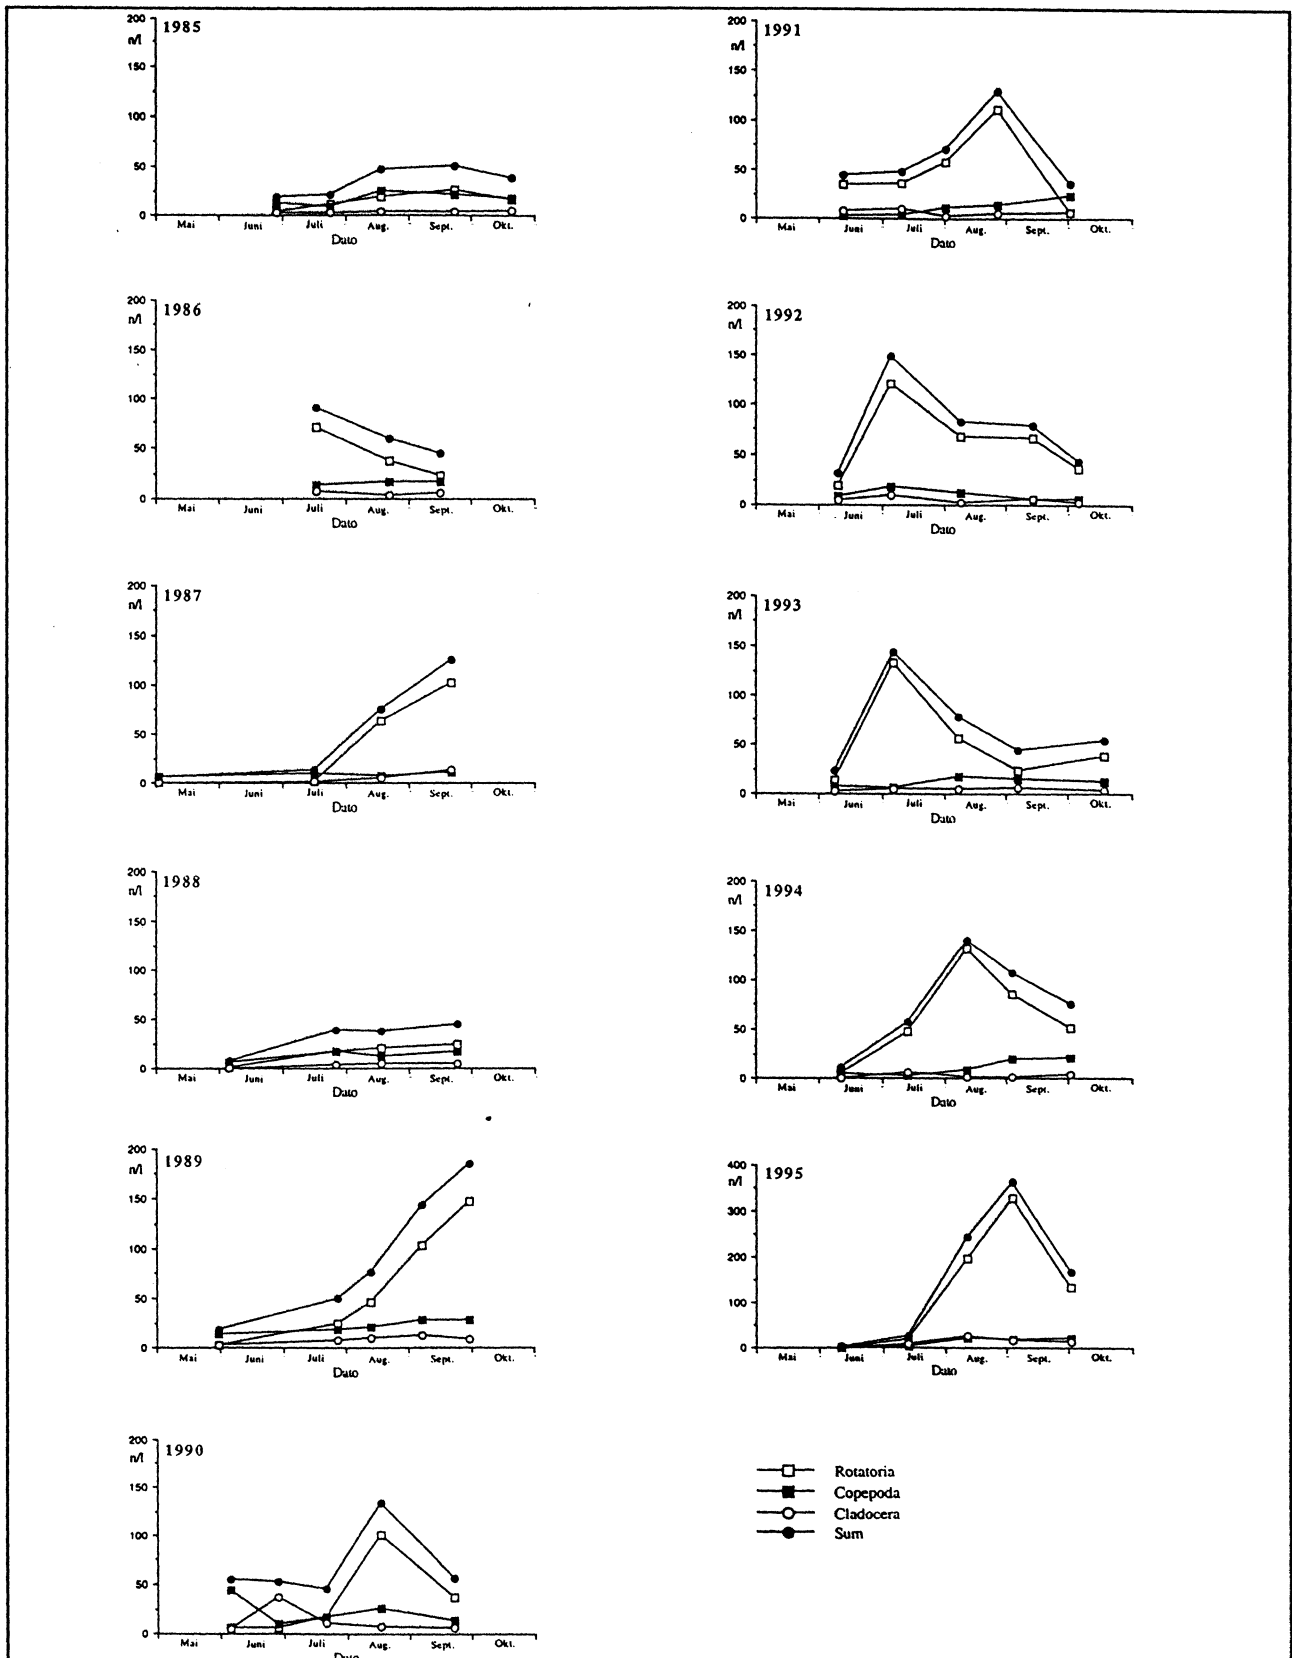 1985
200
n/l
150
100
50
0
Mai Juni Juli Aug. Sept. Okt.
Dato
1986
200
n/l
150
100
50
0
Mai Juni Juli Aug. Sept. Okt.
Dato
1987
200
n/l
150
100
50
0
Mai Juni Juli Aug. Sept. Okt.
Dato
1988
200
n/l
150
100
50
0
Mai Juni Juli Aug. Sept. Okt.
Dato
1989
200
n/l
150
100
50
0
Mai Juni Juli Aug. Sept. Okt.
Dato
1990
200
n/l
150
100
50
0
Mai Juni Juli Aug. Sept. Okt.
Dato
1991
200
n/l
150
100
50
0
Mai Juni Juli Aug. Sept. Okt.
Dato
1992
200
n/l
150
100
50
0
Mai Juni Juli Aug. Sept. Okt.
Dato
1993
200
n/l
150
100
50
0
Mai Juni Juli Aug. Sept. Okt.
Dato
1994
200
n/l
150
100
50
0
Mai Juni Juli Aug. Sept. Okt.
Dato
1995
400
n/l
300
200
100
0
Mai Juni Juli Aug. Sept. Okt.
Dato
Rotatoria
Copepoda
Cladocera
Sum